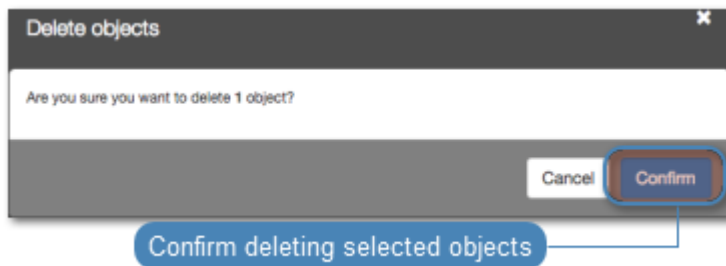 Delete objects
Are you sure you want to delete 1 object?
Cancel Confirm
Confirm deleting selected objects